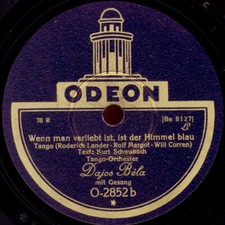 ODEON
78 R
[Be 8127]
L
Wenn man verliebt ist, ist der Himmel blau
Tango (Roderich Lander - Rolf Margot - Will Corren)
Text: Kurt Schwabach
Tango-Orchester
Dajos Béla
mit Gesang
O-2852b